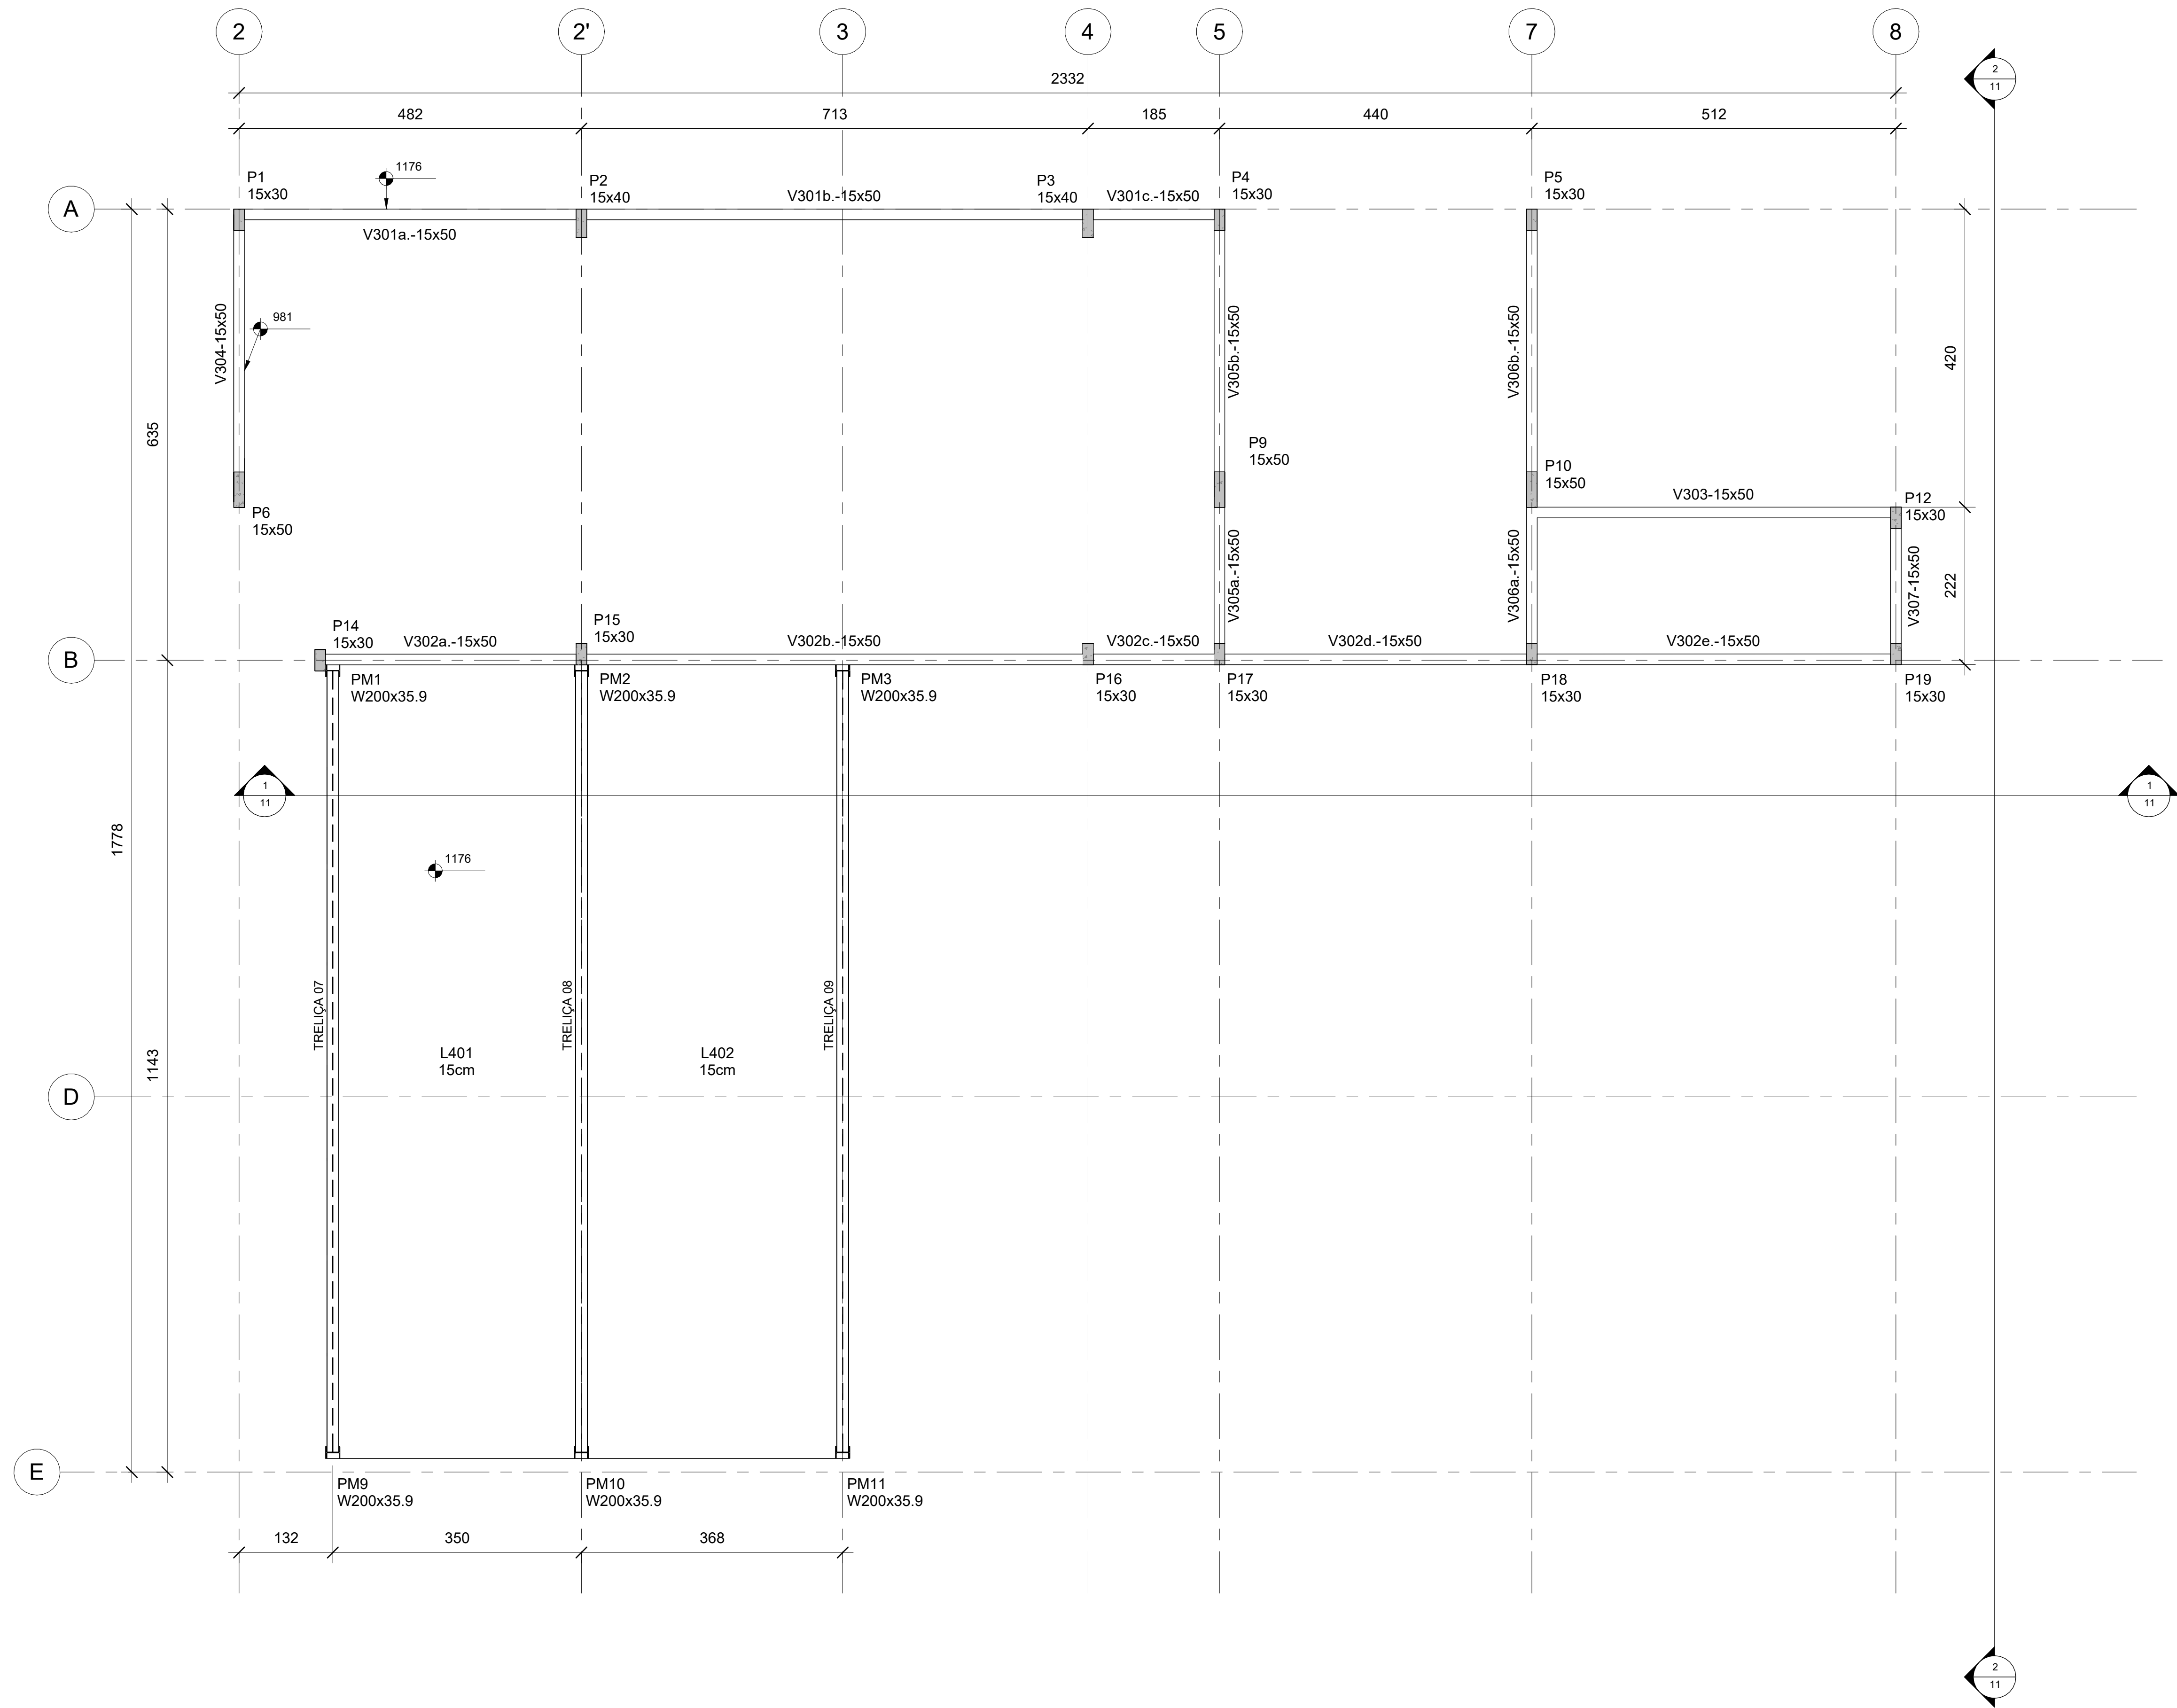 2
2'
3
4
5
7
8
2
11
2332
482
713
185
440
512
A
P1
15x30
1176
P2
15x40
V301b.-15x50
P3
15x40
V301c.-15x50
P4
15x30
P5
15x30
V301a.-15x50
V304-15x50
981
V305b.-15x50
V306b.-15x50
420
635
P9
15x50
P10
15x50
V303-15x50
P12
15x30
P6
15x50
V305a.-15x50
V306a.-15x50
V307-15x50
222
B
P14
15x30
V302a.-15x50
P15
15x30
V302b.-15x50
V302c.-15x50
V302d.-15x50
V302e.-15x50
PM1
W200x35.9
PM2
W200x35.9
PM3
W200x35.9
P16
15x30
P17
15x30
P18
15x30
P19
15x30
1
11
1
11
1778
1176
TRELIÇA 07
TRELIÇA 08
TRELIÇA 09
1143
L401
15cm
L402
15cm
D
E
PM9
W200x35.9
PM10
W200x35.9
PM11
W200x35.9
132
350
368
2
11